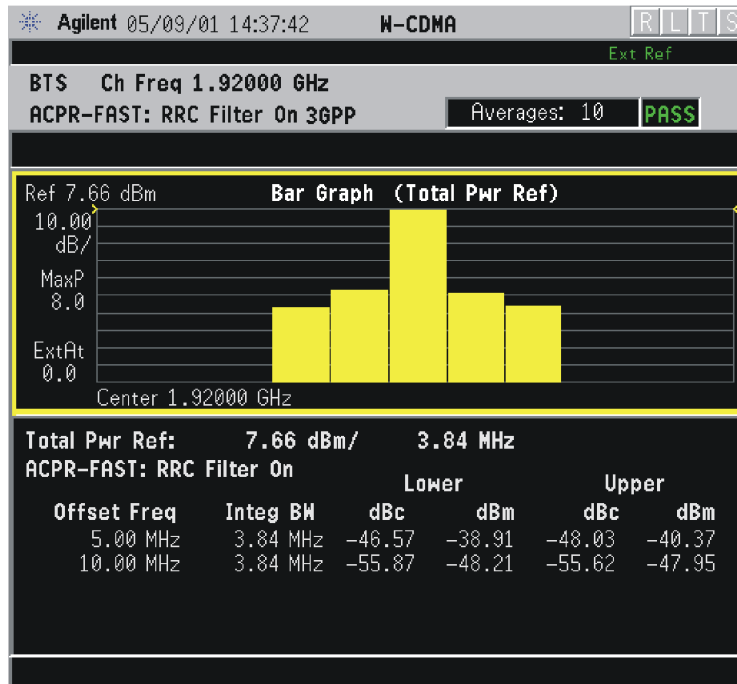 Agilent 05/09/01 14:37:42 W-CDMA R L T S
Ext Ref
BTS Ch Freq 1.92000 GHz
ACPR-FAST: RRC Filter On 3GPP Averages: 10 PASS
Ref 7.66 dBm Bar Graph (Total Pwr Ref)
10.00
dB/
MaxP
8.0
ExtAt
0.0
Center 1.92000 GHz
Total Pwr Ref: 7.66 dBm/ 3.84 MHz
ACPR-FAST: RRC Filter On
Lower Upper
Offset Freq Integ BW dBc dBm dBc dBm
5.00 MHz 3.84 MHz -46.57 -38.91 -48.03 -40.37
10.00 MHz 3.84 MHz -55.87 -48.21 -55.62 -47.95